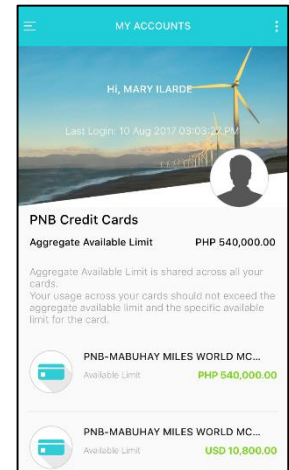 MY ACCOUNTS
Hi, MARY ILARDE
Last Login: 10 Aug 2017 03:03:27 PM
PNB Credit Cards
Aggregate Available Limit PHP 540,000.00
Aggregate Available Limit is shared across all your
cards.
Your usage across your cards should not exceed the
aggregate available limit and the specific available
limit for the card.
PNB-MABUHAY MILES WORLD MC...
Available Limit PHP 540,000.00
PNB-MABUHAY MILES WORLD MC...
Available Limit USD 10,800.00